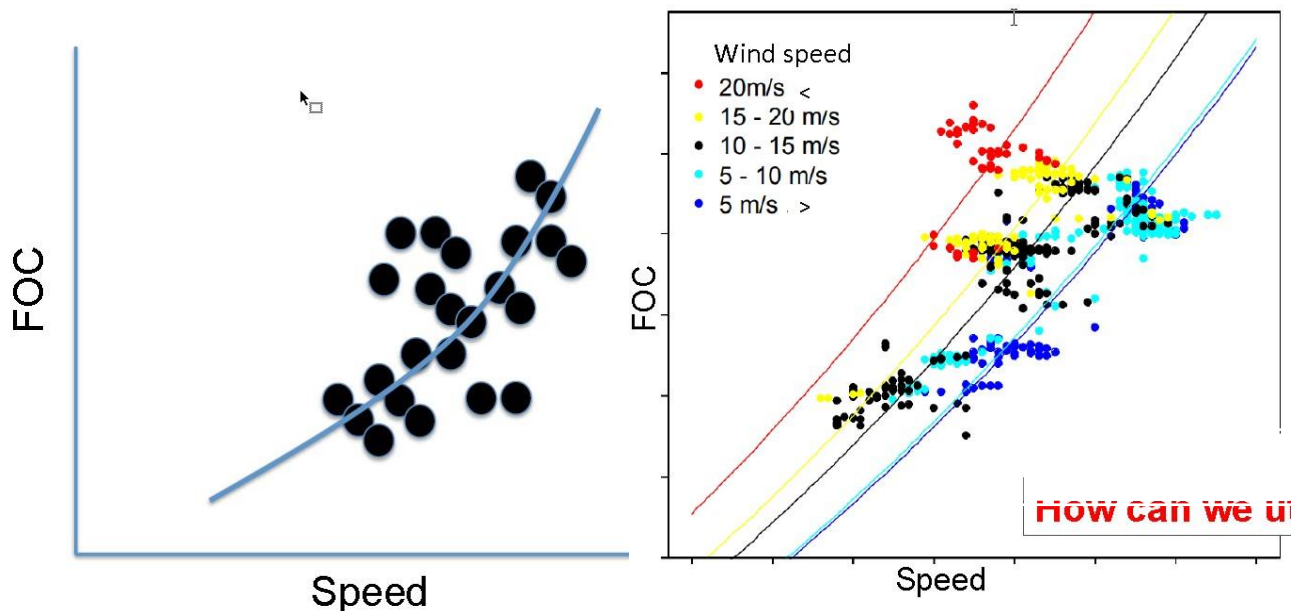 FOC
Speed
Wind speed
20m/s <
15 - 20 m/s
10 - 15 m/s
5 - 10 m/s
5 m/s . >
FOC
Speed
How can we